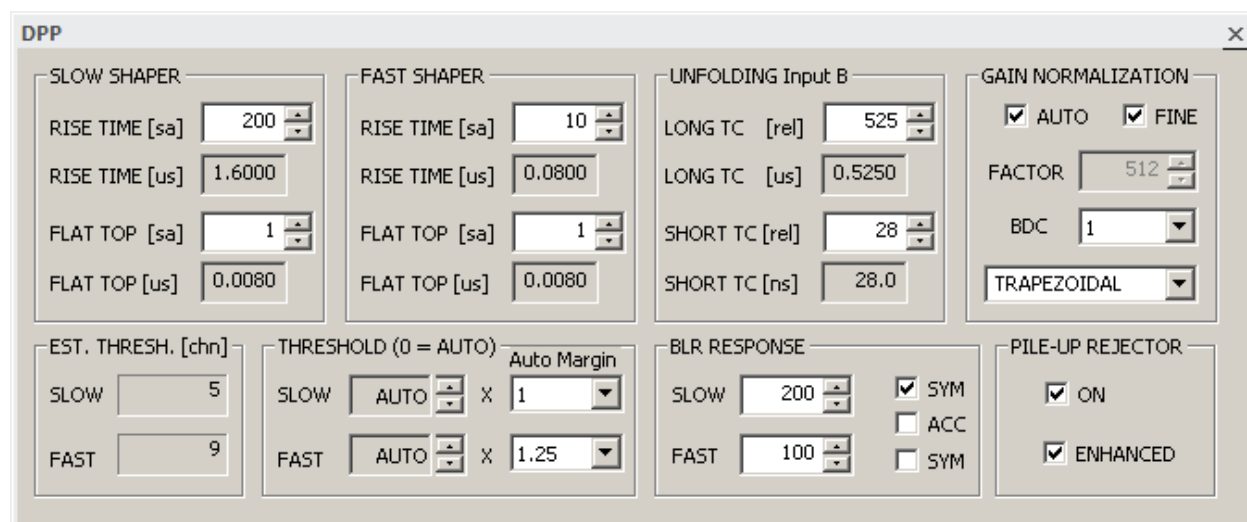 DPP
SLOW SHAPER
RISE TIME [sa] 200
RISE TIME [us] 1.6000
FLAT TOP [sa] 1
FLAT TOP [us] 0.0080
FAST SHAPER
RISE TIME [sa] 10
RISE TIME [us] 0.0800
FLAT TOP [sa] 1
FLAT TOP [us] 0.0080
UNFOLDING Input B
LONG TC [rel] 525
LONG TC [us] 0.5250
SHORT TC [rel] 28
SHORT TC [ns] 28.0
GAIN NORMALIZATION
AUTO FINE
FACTOR 512
BDC 1
TRAPEZOIDAL
EST. THRESH. [chn]
SLOW 5
FAST 9
THRESHOLD (0 = AUTO)
Auto Margin
SLOW AUTO X 1
FAST AUTO X 1.25
BLR RESPONSE
SLOW 200 SYM
ACC
FAST 100 SYM
PILE-UP REJECTOR
ON
ENHANCED